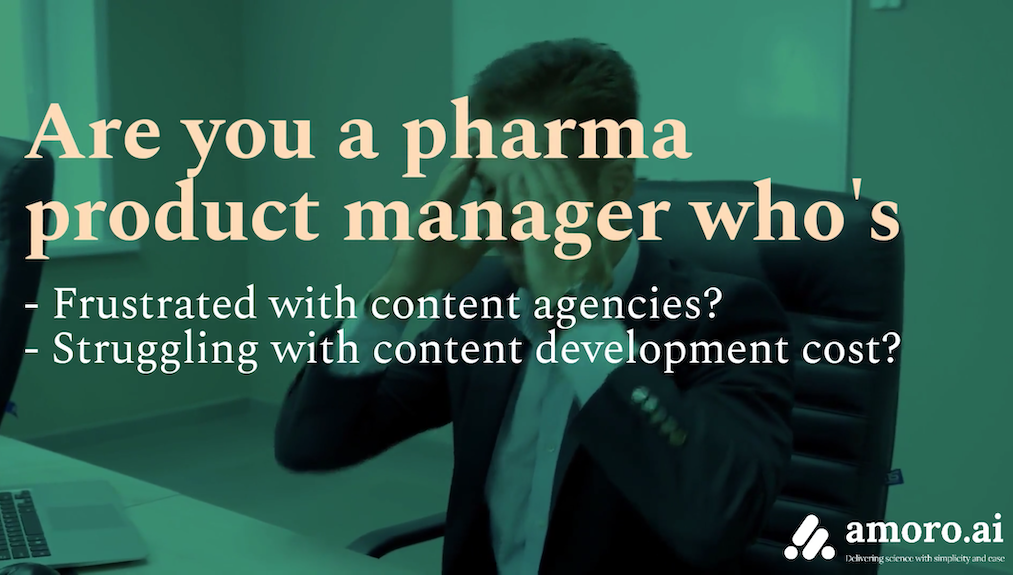 Are you a pharma
product manager who's
- Frustrated with content agencies?
- Struggling with content development cost?
amoro.ai
Delivering science with simplicity and ease